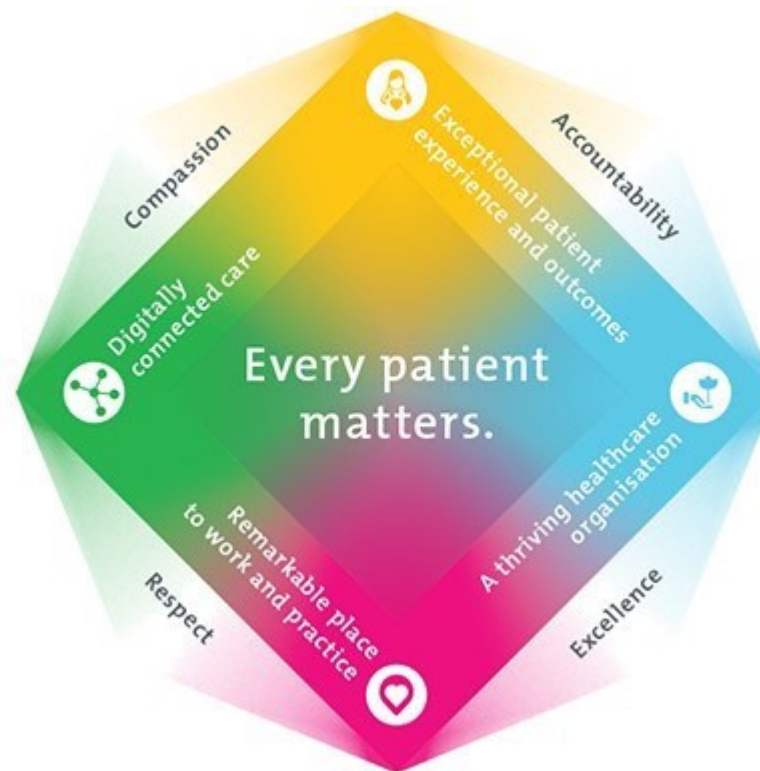 Compassion
Accountability
Exceptional patient
experience and outcomes
Digitally
connected care
Every patient
matters.
Remarkable place
to work and practice
A thriving healthcare
organisation
Respect
Excellence